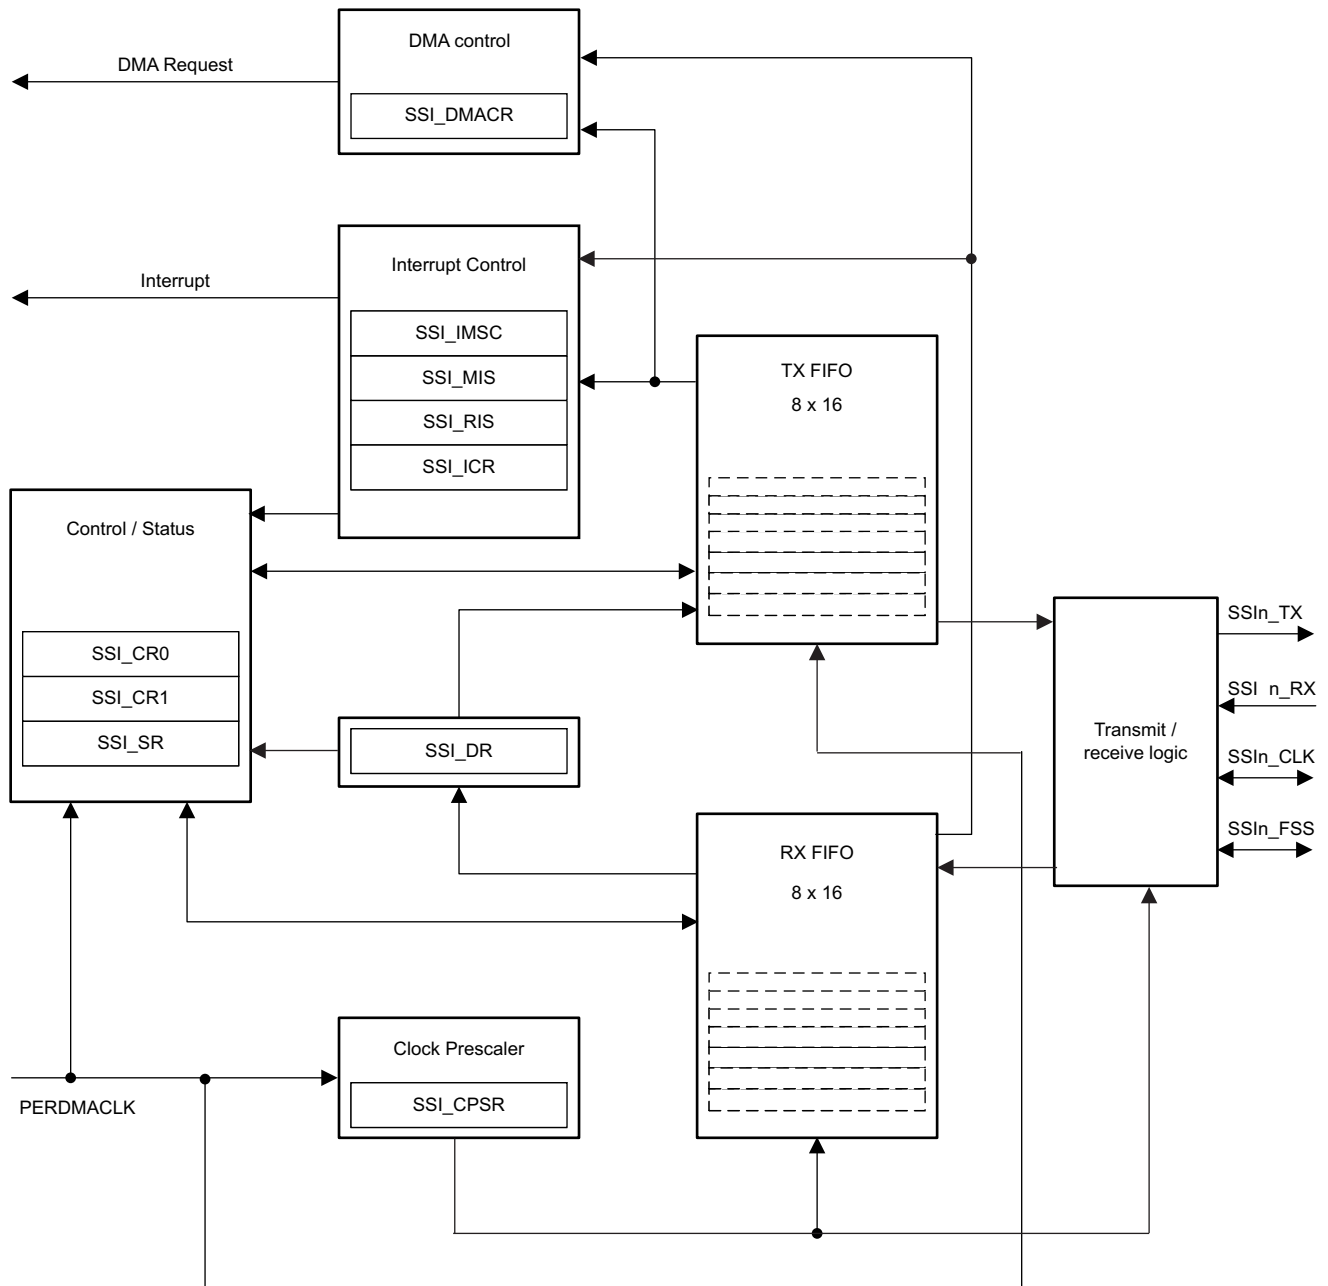 DMA control
DMA Request
SSI_DMACR
Interrupt Control
Interrupt
SSI_IMSC
SSI_MIS
SSI_RIS
SSI_ICR
TX FIFO
8 x 16
Control / Status
SSI_CR0
SSI_CR1
SSI_SR
SSI_DR
SSIn_TX
SSI n_RX
SSIn_CLK
SSIn_FSS
Transmit /
receive logic
RX FIFO
8 x 16
Clock Prescaler
SSI_CPSR
PERDMACLK